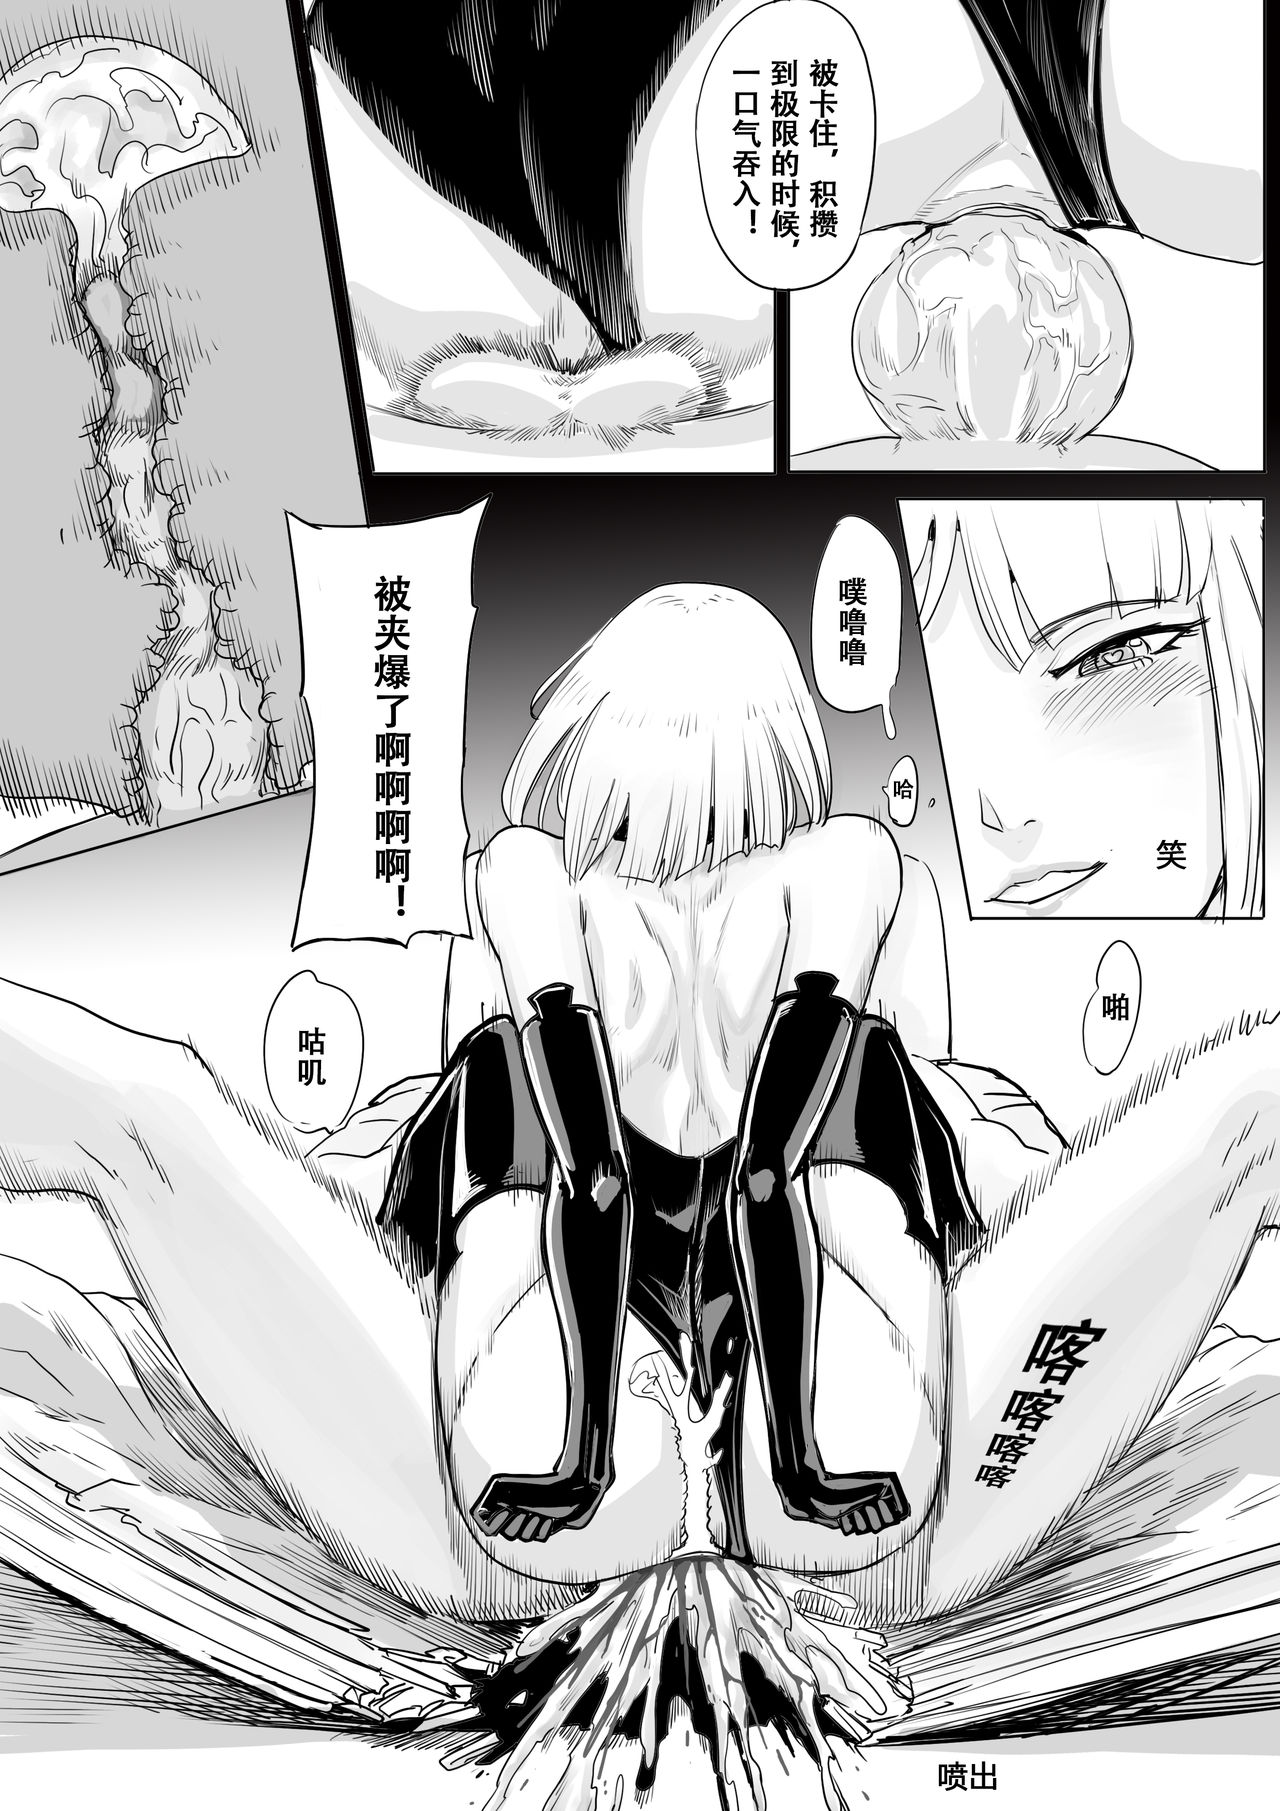 被卡住，积攒
到极限的时候，
一口气吞入！
噗噜噜
哈
笑
被夹爆了啊啊啊啊！
啪
咕叽
喀喀喀喀
喷出